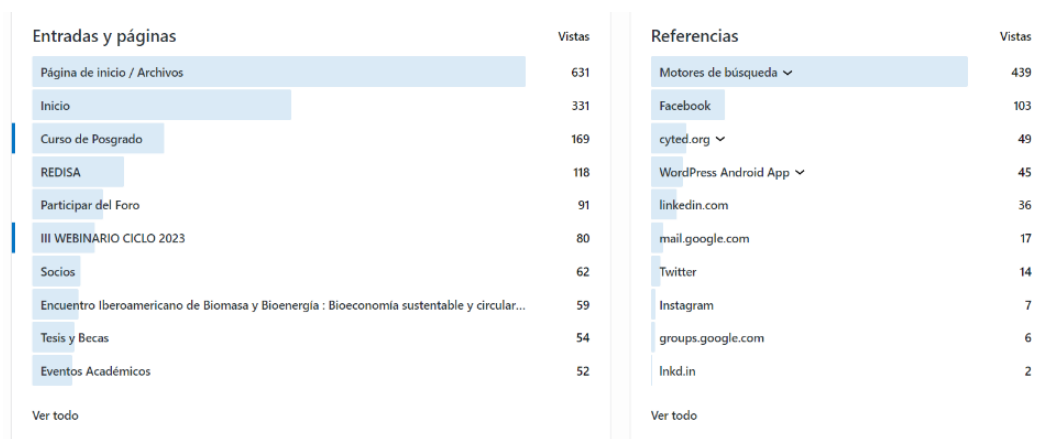 Entradas y páginas Vistas
Página de inicio / Archivos 631
Inicio 331
Curso de Posgrado 169
REDISA 118
Participar del Foro 91
III WEBINARIO CICLO 2023 80
Socios 62
Encuentro Iberoamericano de Biomasa y Bioenergía : Bioeconomía sustentable y circular... 59
Tesis y Becas 54
Eventos Académicos 52
Ver todo
Referencias Vistas
Motores de búsqueda 439
Facebook 103
cyted.org 49
WordPress Android App 45
linkedin.com 36
mail.google.com 17
Twitter 14
Instagram 7
groups.google.com 6
lnkd.in 2
Ver todo